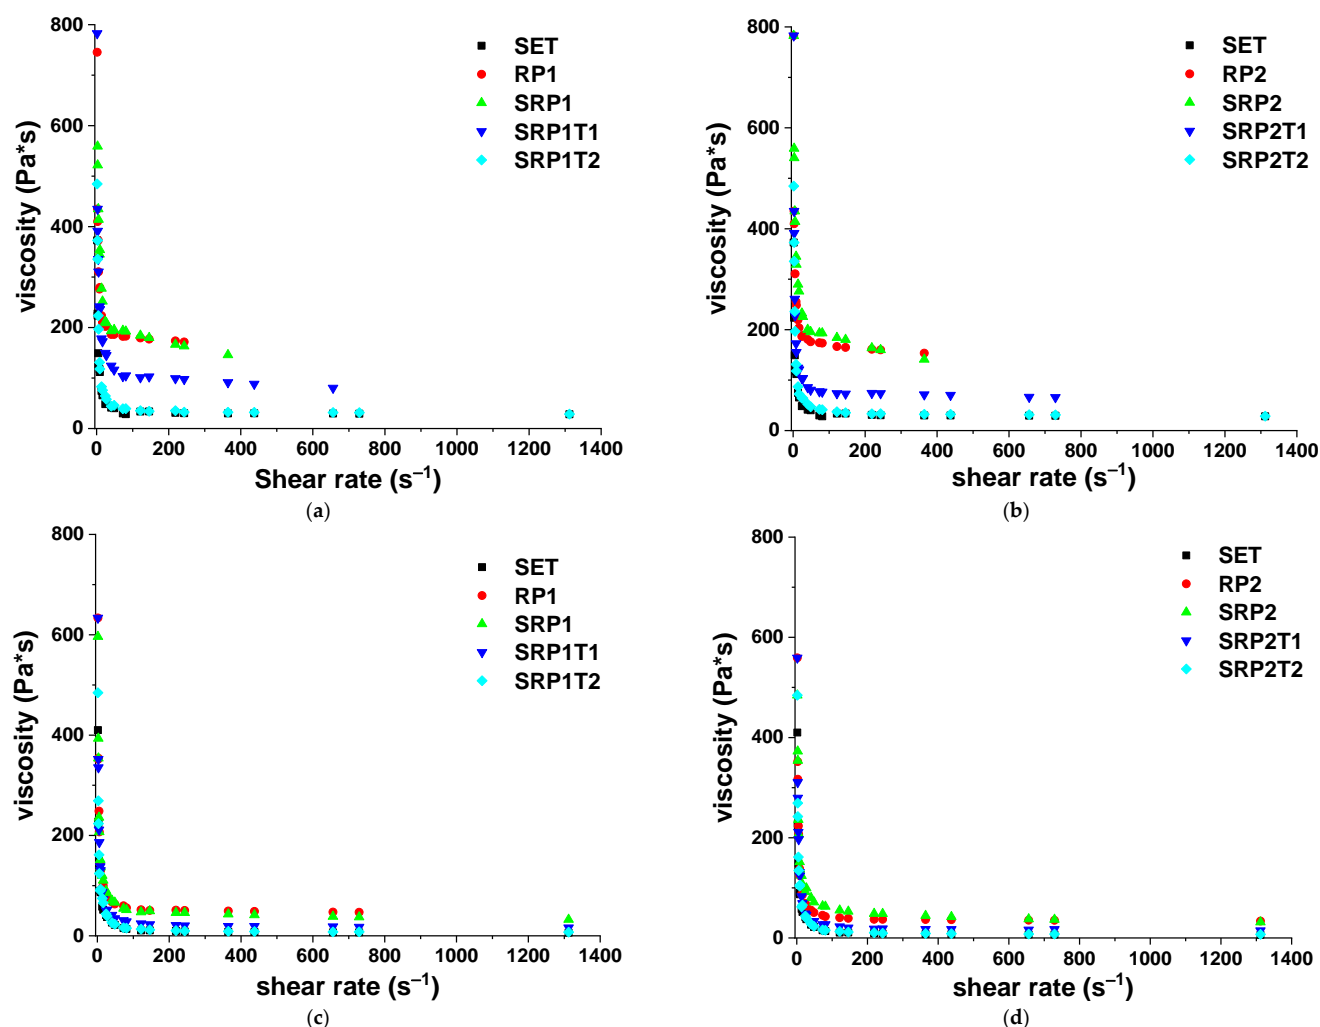 800
600
400
200
0
viscosity (Pa*s)
SET
RP1
SRP1
SRP1T1
SRP1T2
0 200 400 600 800 1000 1200 1400
Shear rate (s⁻¹)
(a)
800
600
400
200
0
viscosity (Pa*s)
SET
RP2
SRP2
SRP2T1
SRP2T2
0 200 400 600 800 1000 1200 1400
shear rate (s⁻¹)
(b)
800
600
400
200
0
viscosity (Pa*s)
SET
RP1
SRP1
SRP1T1
SRP1T2
0 200 400 600 800 1000 1200 1400
shear rate (s⁻¹)
(c)
800
600
400
200
0
viscosity (Pa*s)
SET
RP2
SRP2
SRP2T1
SRP2T2
0 200 400 600 800 1000 1200 1400
shear rate (s⁻¹)
(d)